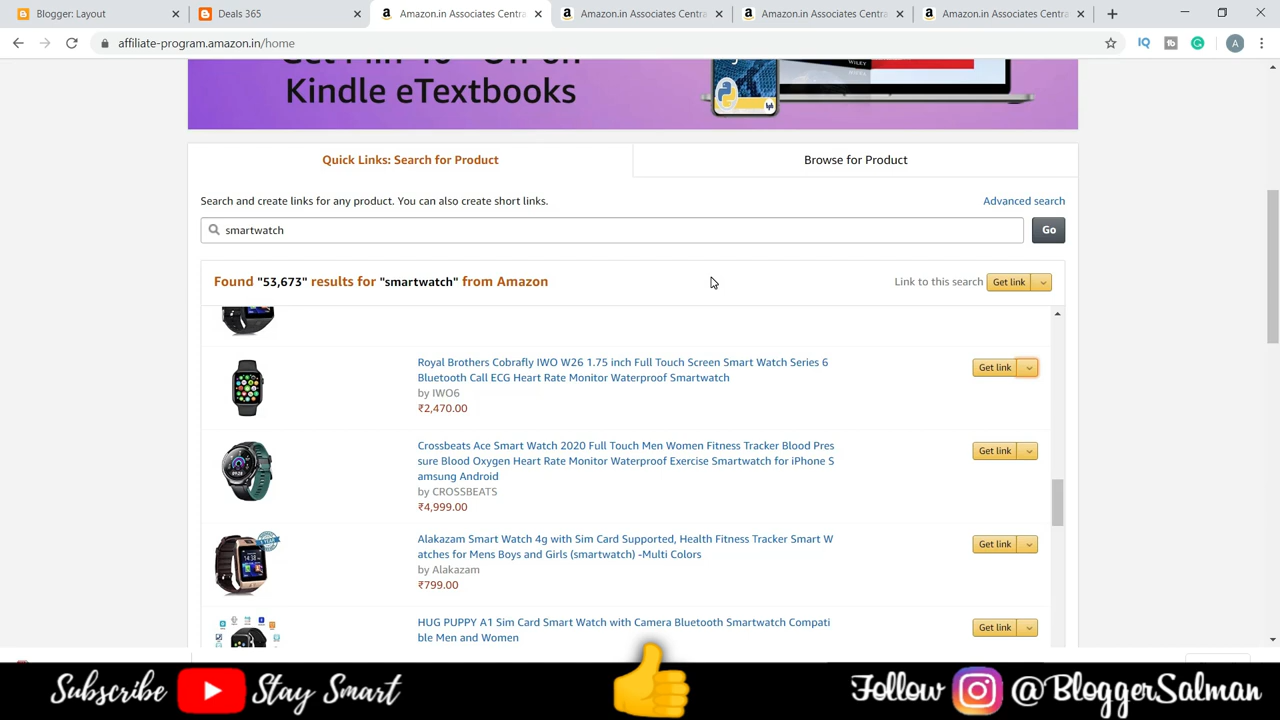 Blogger: Layout
Deals 365
Amazon.in Associates Centra
Amazon.in Associates Centra
Amazon.in Associates Centra
Amazon.in Associates Centra
affiliate-program.amazon.in/home
IQ
tb
A
Kindle eTextbooks
WILEY
Quick Links: Search for Product
Browse for Product
Search and create links for any product. You can also create short links.
Advanced search
smartwatch
Go
Found "53,673" results for "smartwatch" from Amazon
Link to this search
Get link
Royal Brothers Cobrafly IWO W26 1.75 inch Full Touch Screen Smart Watch Series 6
Bluetooth Call ECG Heart Rate Monitor Waterproof Smartwatch
by IWO6
₹2,470.00
Get link
Crossbeats Ace Smart Watch 2020 Full Touch Men Women Fitness Tracker Blood Pres
sure Blood Oxygen Heart Rate Monitor Waterproof Exercise Smartwatch for iPhone S
amsung Android
by CROSSBEATS
₹4,999.00
Get link
Alakazam Smart Watch 4g with Sim Card Supported, Health Fitness Tracker Smart W
atches for Mens Boys and Girls (smartwatch) -Multi Colors
by Alakazam
₹799.00
Get link
HUG PUPPY A1 Sim Card Smart Watch with Camera Bluetooth Smartwatch Compati
ble Men and Women
Get link
Subscribe
Stay Smart
Follow
@BloggerSalman